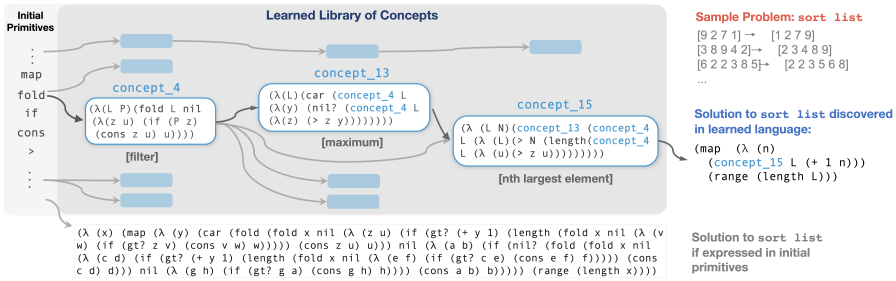 Initial
Primitives
Learned Library of Concepts
map
fold
if
cons
>
concept_4
(λ(L P)(fold L nil
(λ(z u) (if (P z)
(cons z u) u))))
[filter]
concept_13
(λ(L)(car (concept_4 L
(λ(y) (nil? (concept_4 L
(λ(z) (> z y))))))))
[maximum]
concept_15
(λ (L N)(concept_13 (concept_4
L (λ (L)(> N (length(concept_4
L (λ (u)(> z u)))))))))
[nth largest element]
Sample Problem: sort list
[9 2 7 1] → [1 2 7 9]
[3 8 9 4 2]→ [2 3 4 8 9]
[6 2 2 3 8 5]→ [2 2 3 5 6 8]
...
Solution to sort list discovered
in learned language:
(map (λ (n)
(concept_15 L (+ 1 n)))
(range (length L)))
(λ (x) (map (λ (y) (car (fold (fold x nil (λ (z u) (if (gt? (+ y 1) (length (fold x nil (λ (v
w) (if (gt? z v) (cons v w) w))))) (cons z u) u))) nil (λ (a b) (if (nil? (fold (fold x nil
(λ (c d) (if (gt? (+ y 1) (length (fold x nil (λ (e f) (if (gt? c e) (cons e f) f))))) (cons
c d) d))) nil (λ (g h) (if (gt? g a) (cons g h) h)))) (cons a b) b))))) (range (length x))))
Solution to sort list
if expressed in initial
primitives